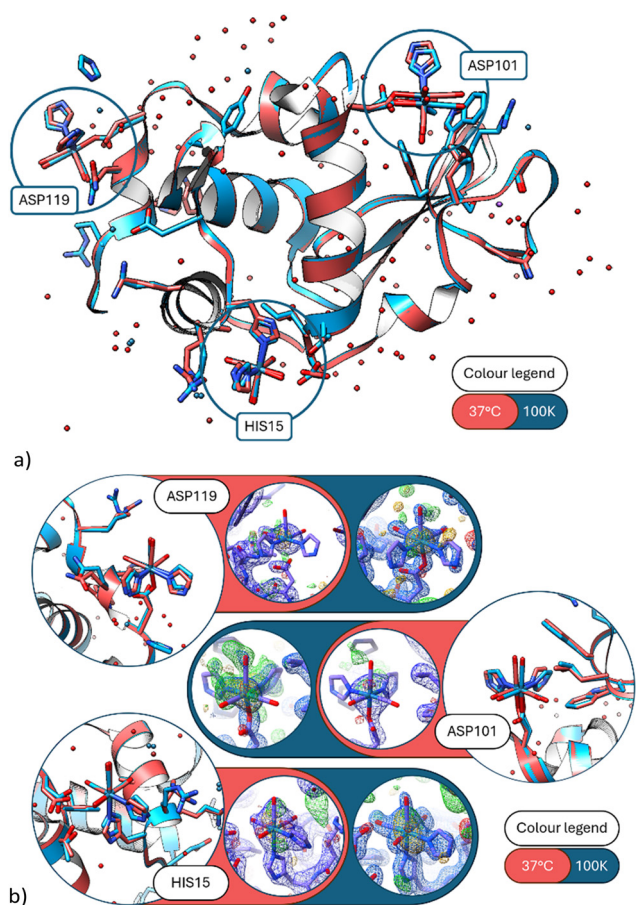 ASP101
ASP119
HIS15
Colour legend
37°C 100K
a)
ASP119
ASP101
HIS15
Colour legend
37°C 100K
b)